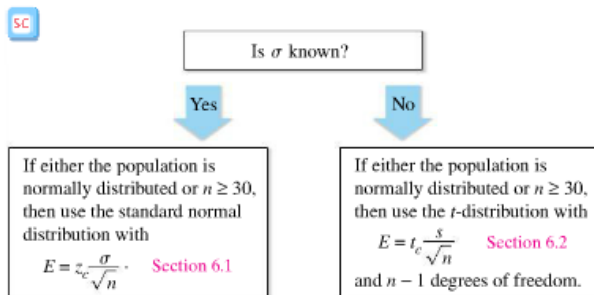 SC
Is σ known?
Yes
No
If either the population is
normally distributed or n ≥ 30,
then use the standard normal
distribution with
E = z_c σ/√n . Section 6.1
If either the population is
normally distributed or n ≥ 30,
then use the t-distribution with
E = t_c s/√n Section 6.2
and n − 1 degrees of freedom.